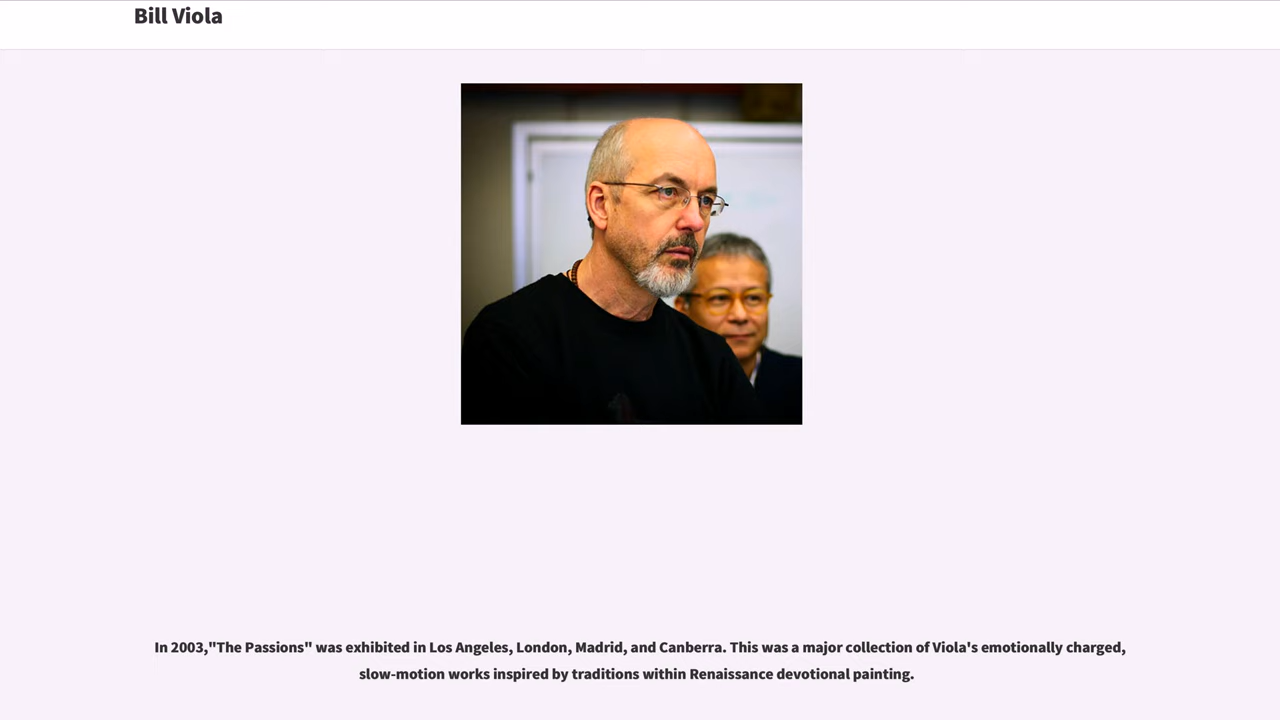 Bill Viola
In 2003,"The Passions" was exhibited in Los Angeles, London, Madrid, and Canberra. This was a major collection of Viola's emotionally charged,
slow-motion works inspired by traditions within Renaissance devotional painting.